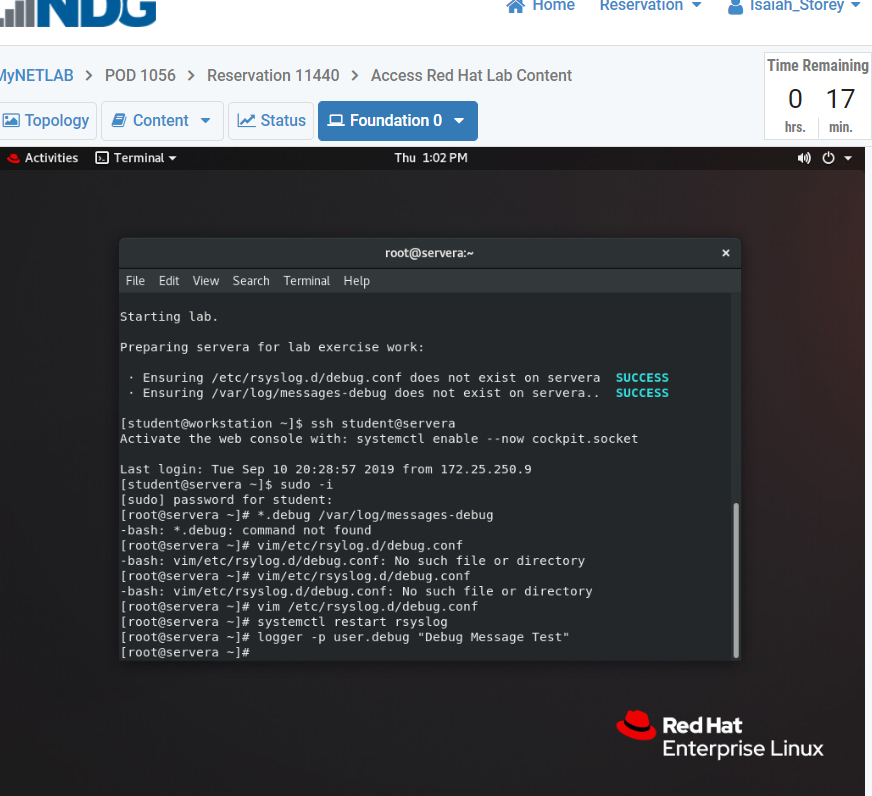 NDG
Home Reservation Isaiah_Storey
MyNETLAB > POD 1056 > Reservation 11440 > Access Red Hat Lab Content
Time Remaining
0 17
hrs. min.
Topology Content Status Foundation 0
Activities Terminal Thu 1:02 PM
root@servera:~ ×
File Edit View Search Terminal Help
Starting lab.
Preparing servera for lab exercise work:
· Ensuring /etc/rsyslog.d/debug.conf does not exist on servera SUCCESS
· Ensuring /var/log/messages-debug does not exist on servera.. SUCCESS
[student@workstation ~]$ ssh student@servera
Activate the web console with: systemctl enable --now cockpit.socket
Last login: Tue Sep 10 20:28:57 2019 from 172.25.250.9
[student@servera ~]$ sudo -i
[sudo] password for student:
[root@servera ~]# *.debug /var/log/messages-debug
-bash: *.debug: command not found
[root@servera ~]# vim/etc/rsylog.d/debug.conf
-bash: vim/etc/rsylog.d/debug.conf: No such file or directory
[root@servera ~]# vim/etc/rsyslog.d/debug.conf
-bash: vim/etc/rsyslog.d/debug.conf: No such file or directory
[root@servera ~]# vim /etc/rsyslog.d/debug.conf
[root@servera ~]# systemctl restart rsyslog
[root@servera ~]# logger -p user.debug "Debug Message Test"
[root@servera ~]#
Red Hat
Enterprise Linux